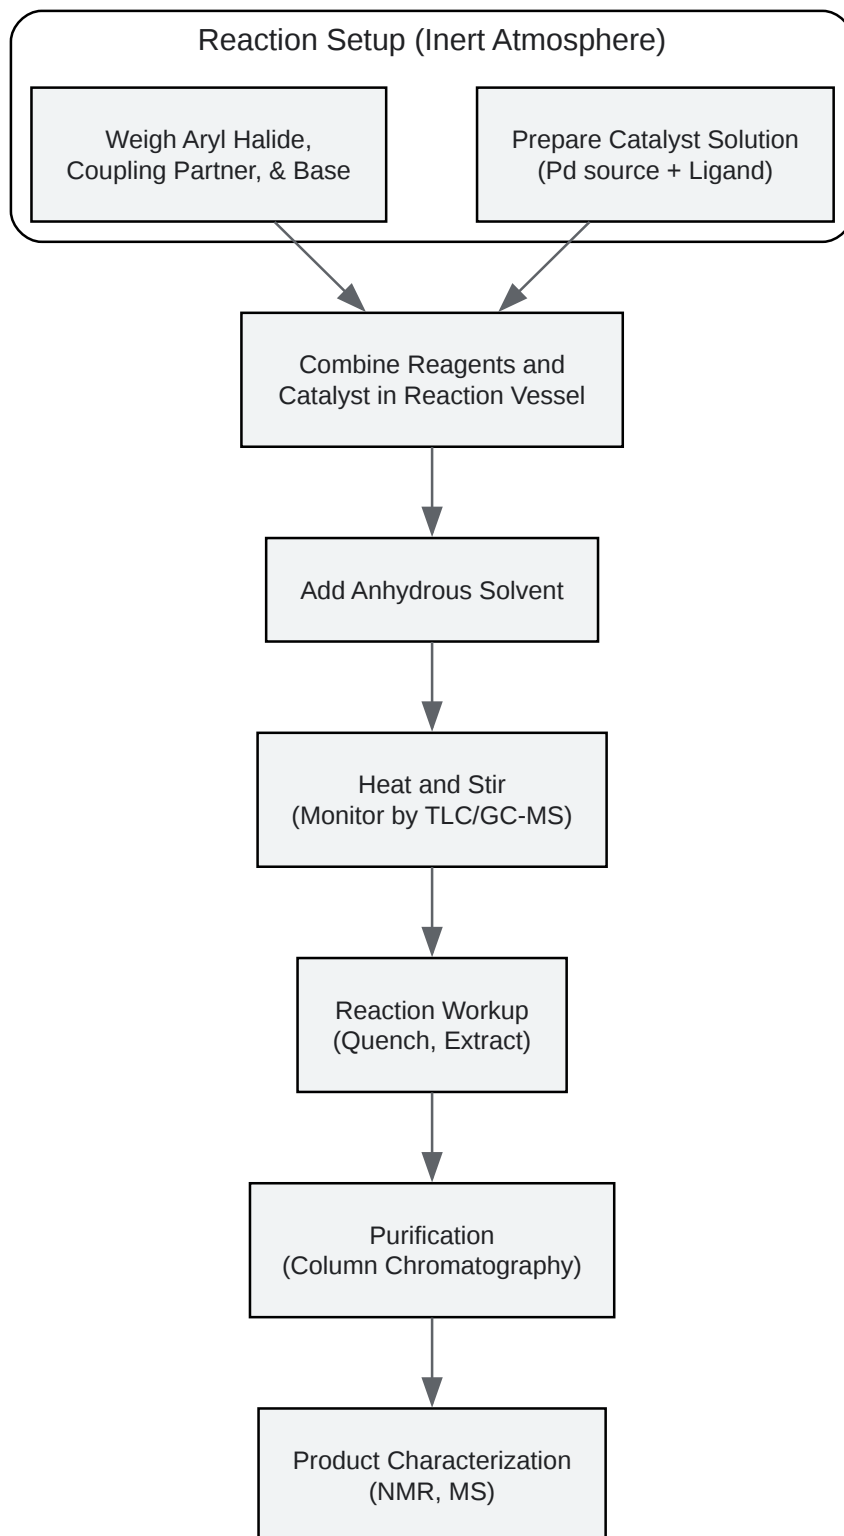 Reaction Setup (Inert Atmosphere)
Weigh Aryl Halide,
Coupling Partner, & Base
Prepare Catalyst Solution
(Pd source + Ligand)
Combine Reagents and
Catalyst in Reaction Vessel
Add Anhydrous Solvent
Heat and Stir
(Monitor by TLC/GC-MS)
Reaction Workup
(Quench, Extract)
Purification
(Column Chromatography)
Product Characterization
(NMR, MS)